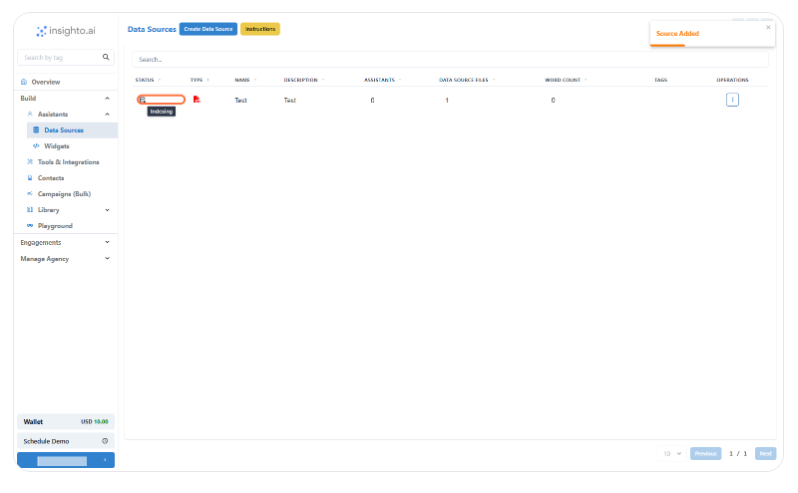 insighto.ai
Data Sources Create Data Source Instructions
Source Added ×
Search by tag
Search...
Overview
Build
Assistants
Data Sources
Widgets
Tools & Integrations
Contacts
Campaigns (Bulk)
Library
Playground
Engagements
Manage Agency
STATUS TYPE NAME DESCRIPTION ASSISTANTS DATA SOURCE FILES WORD COUNT TAGS OPERATIONS
Test Test 0 1 0
Indexing
Wallet USD 10.00
Schedule Demo
10 Previous 1 / 1 Next